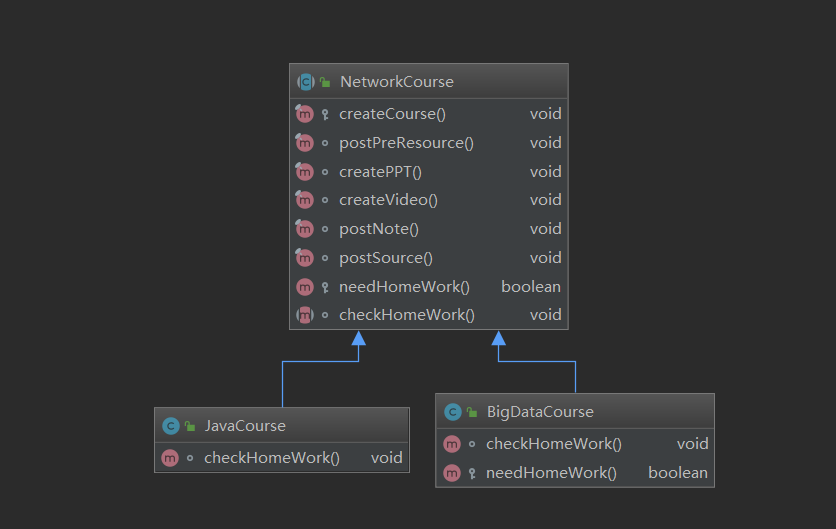 NetworkCourse
createCourse() void
postPreResource() void
createPPT() void
createVideo() void
postNote() void
postSource() void
needHomeWork() boolean
checkHomeWork() void
JavaCourse
checkHomeWork() void
BigDataCourse
checkHomeWork() void
needHomeWork() boolean